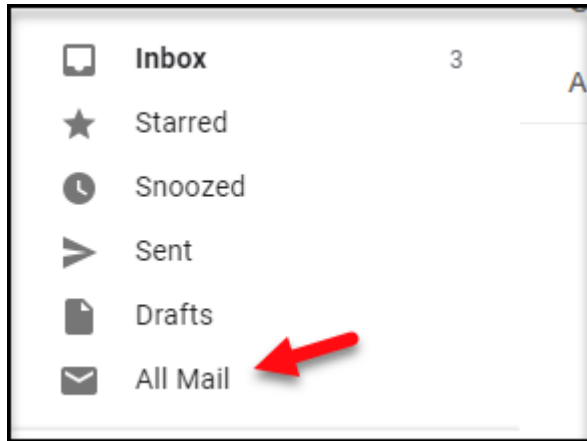 Inbox 3
Starred
Snoozed
Sent
Drafts
All Mail
A